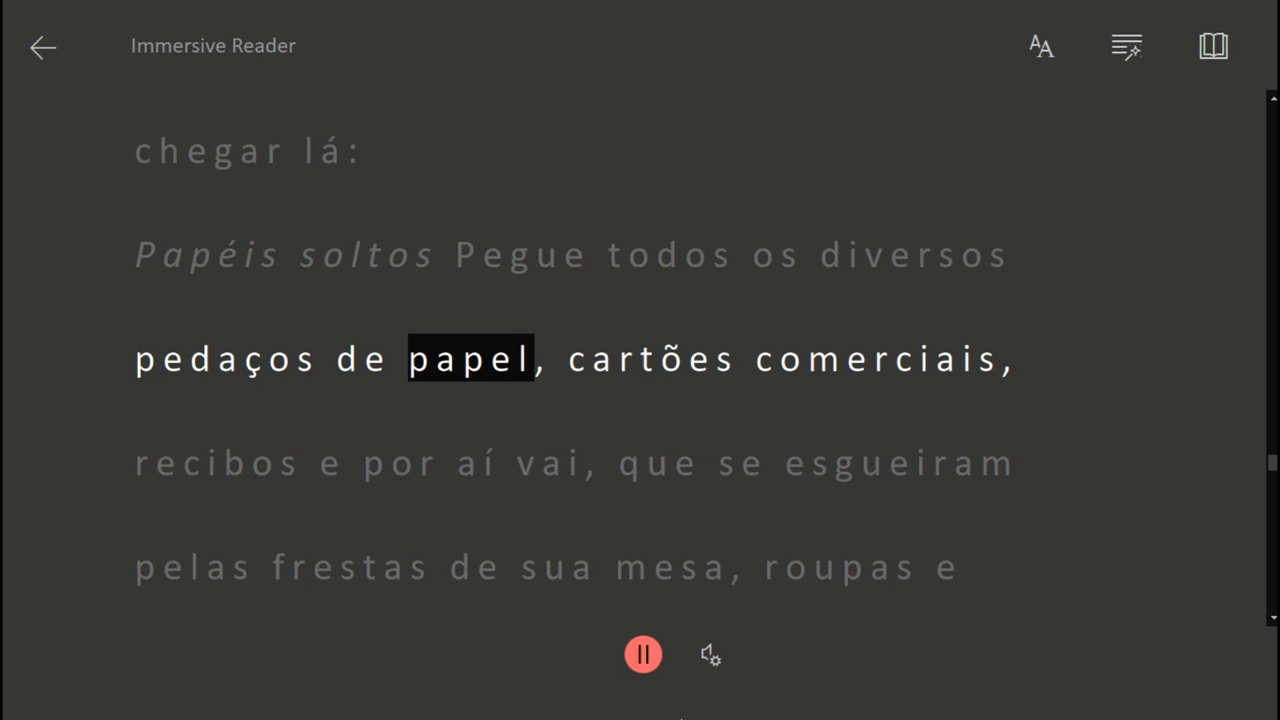 Immersive Reader
chegar lá:
Papéis soltos Pegue todos os diversos
pedaços de papel, cartões comerciais,
recibos e por aí vai, que se esgueiram
pelas frestas de sua mesa, roupas e